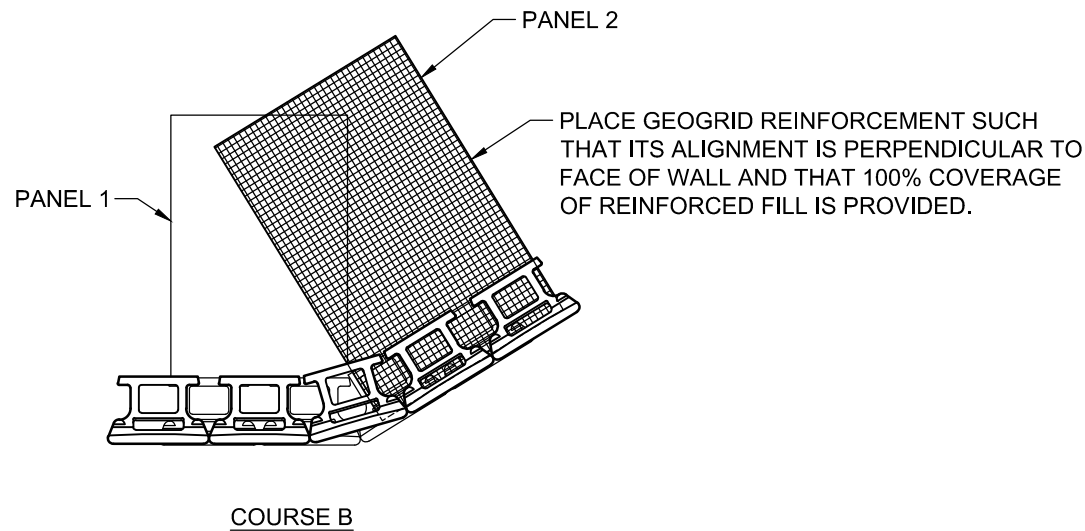 PANEL 2
PLACE GEOGRID REINFORCEMENT SUCH
THAT ITS ALIGNMENT IS PERPENDICULAR TO
FACE OF WALL AND THAT 100% COVERAGE
OF REINFORCED FILL IS PROVIDED.
PANEL 1
COURSE B